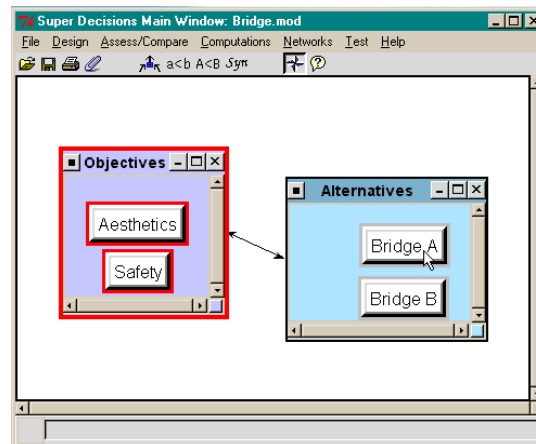 Super Decisions Main Window: Bridge.mod
File Design Assess/Compare Computations Networks Test Help
a<b A<B Syn
Objectives
Alternatives
Aesthetics
Bridge A
Safety
Bridge B